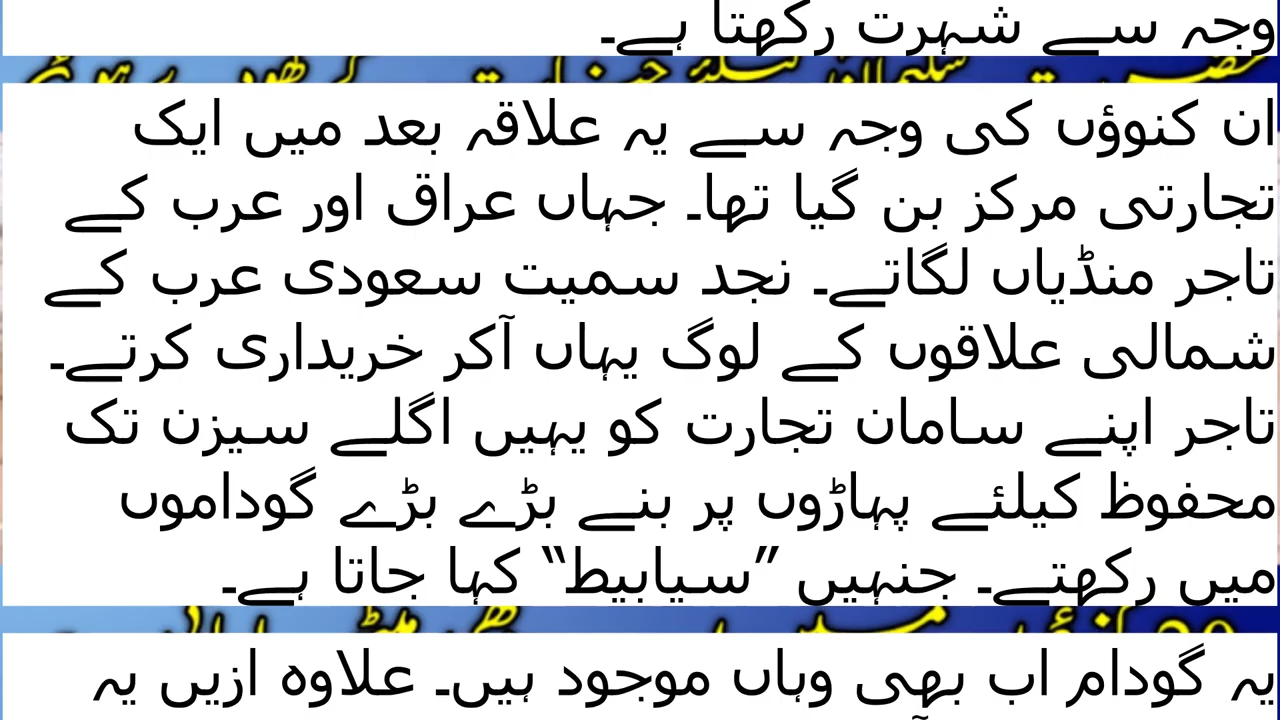 وجہ سے شہرت رکھتا ہے۔
ان کنوؤں کی وجہ سے یہ علاقہ بعد میں ایک
تجارتی مرکز بن گیا تھا۔ جہاں عراق اور عرب کے
تاجر منڈیاں لگاتے۔ نجد سمیت سعودی عرب کے
شمالی علاقوں کے لوگ یہاں آکر خریداری کرتے۔
تاجر اپنے سامان تجارت کو یہیں اگلے سیزن تک
محفوظ کیلئے پہاڑوں پر بنے بڑے بڑے گوداموں
میں رکھتے۔ جنہیں ”سیابیط“ کہا جاتا ہے۔
یہ گودام اب بھی وہاں موجود ہیں۔ علاوہ ازیں یہ